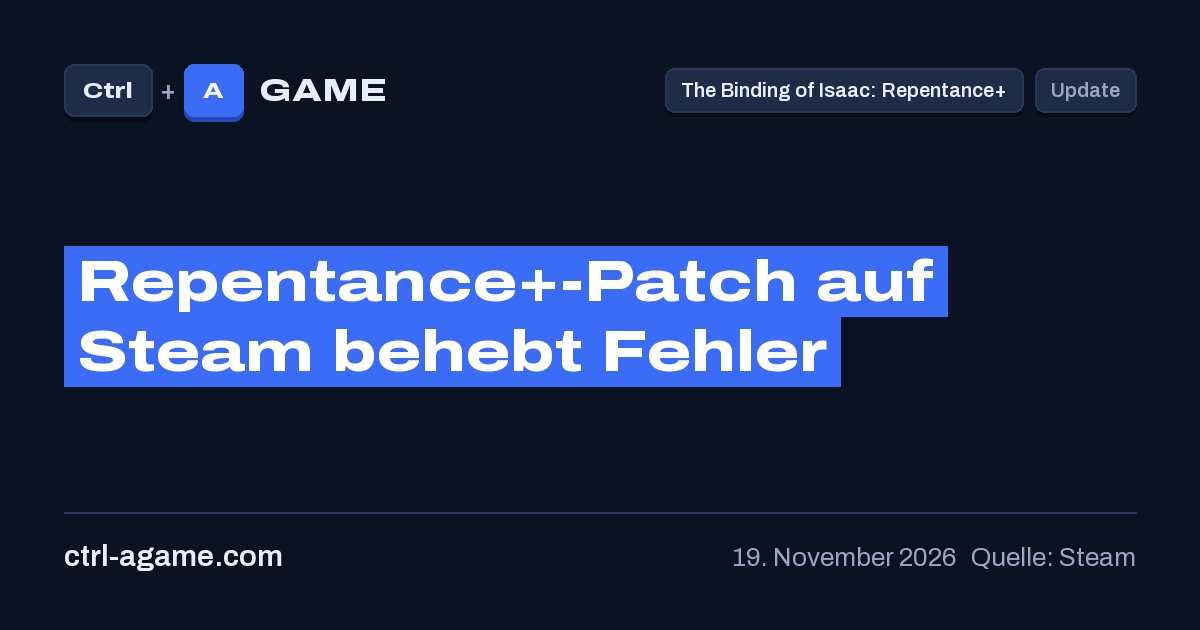 Ctrl + A GAME
The Binding of Isaac: Repentance+ Update
Repentance+-Patch auf
Steam behebt Fehler
ctrl-agame.com
19. November 2026 Quelle: Steam